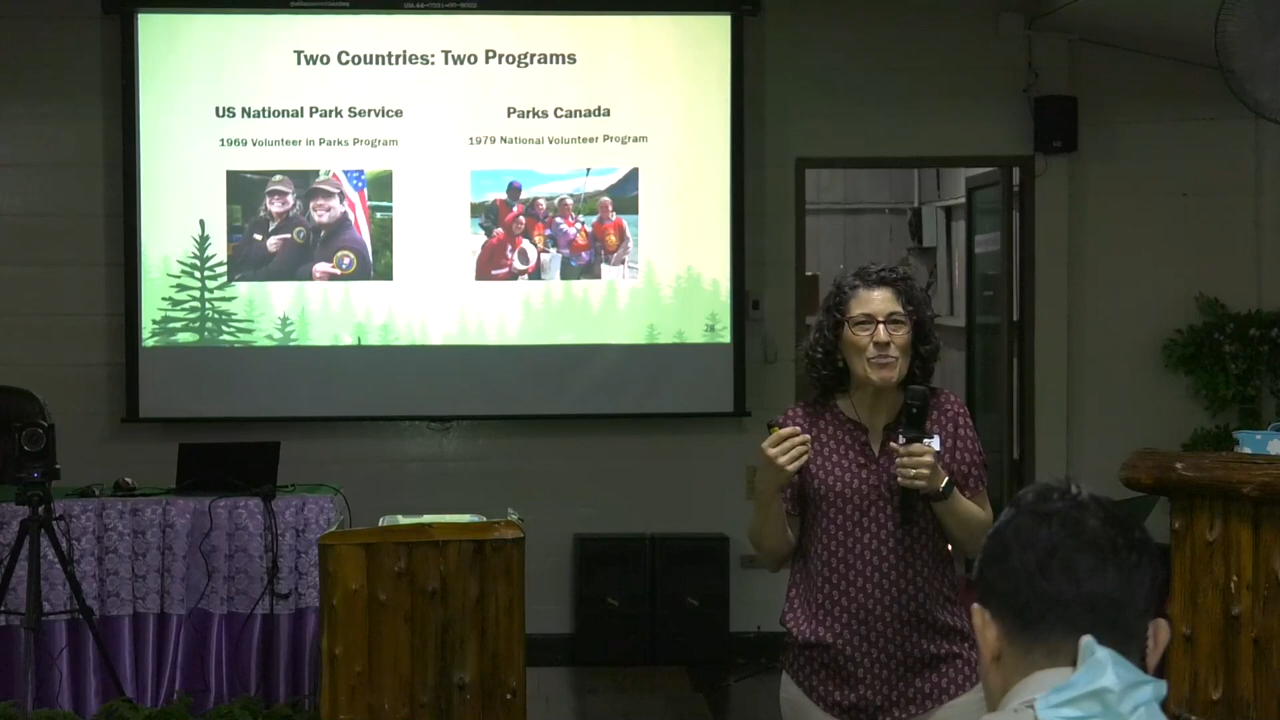 Two Countries: Two Programs
US National Park Service
Parks Canada
1969 Volunteer in Parks Program
1979 National Volunteer Program